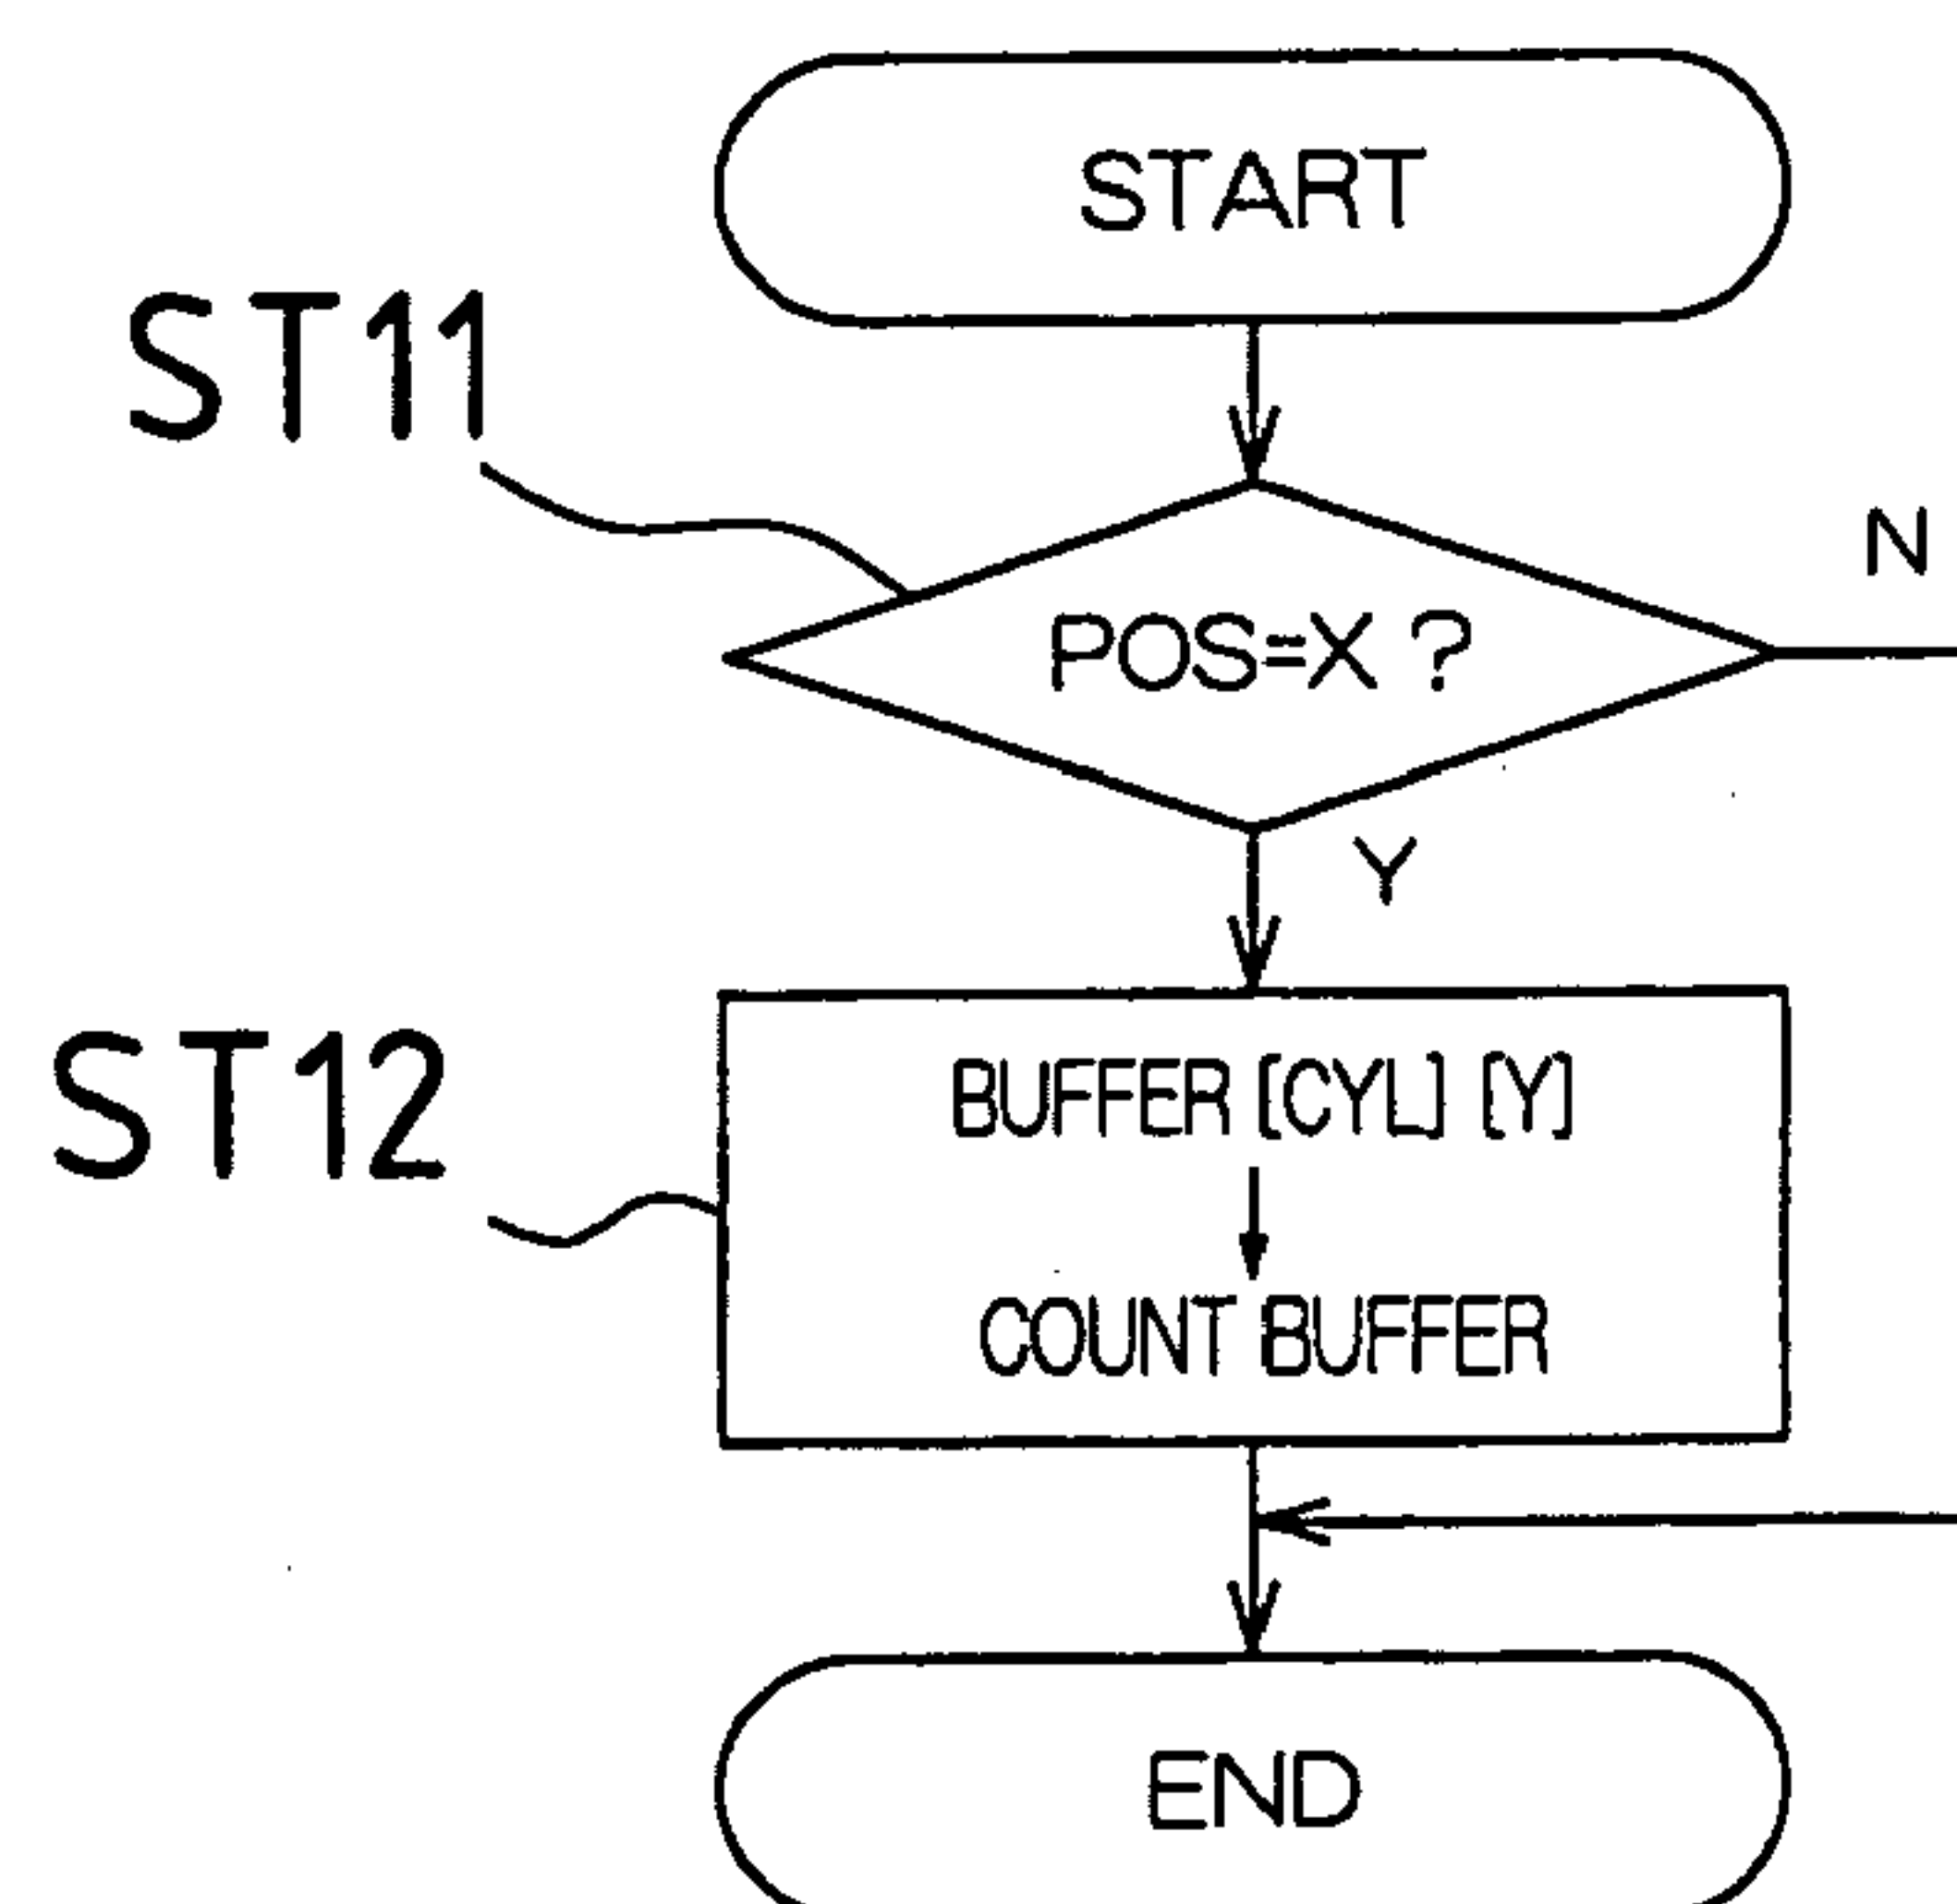 START
ST11
N
POS=X ?
Y
ST12
BUFFER [CYL] [Y]
COUNT BUFFER
END